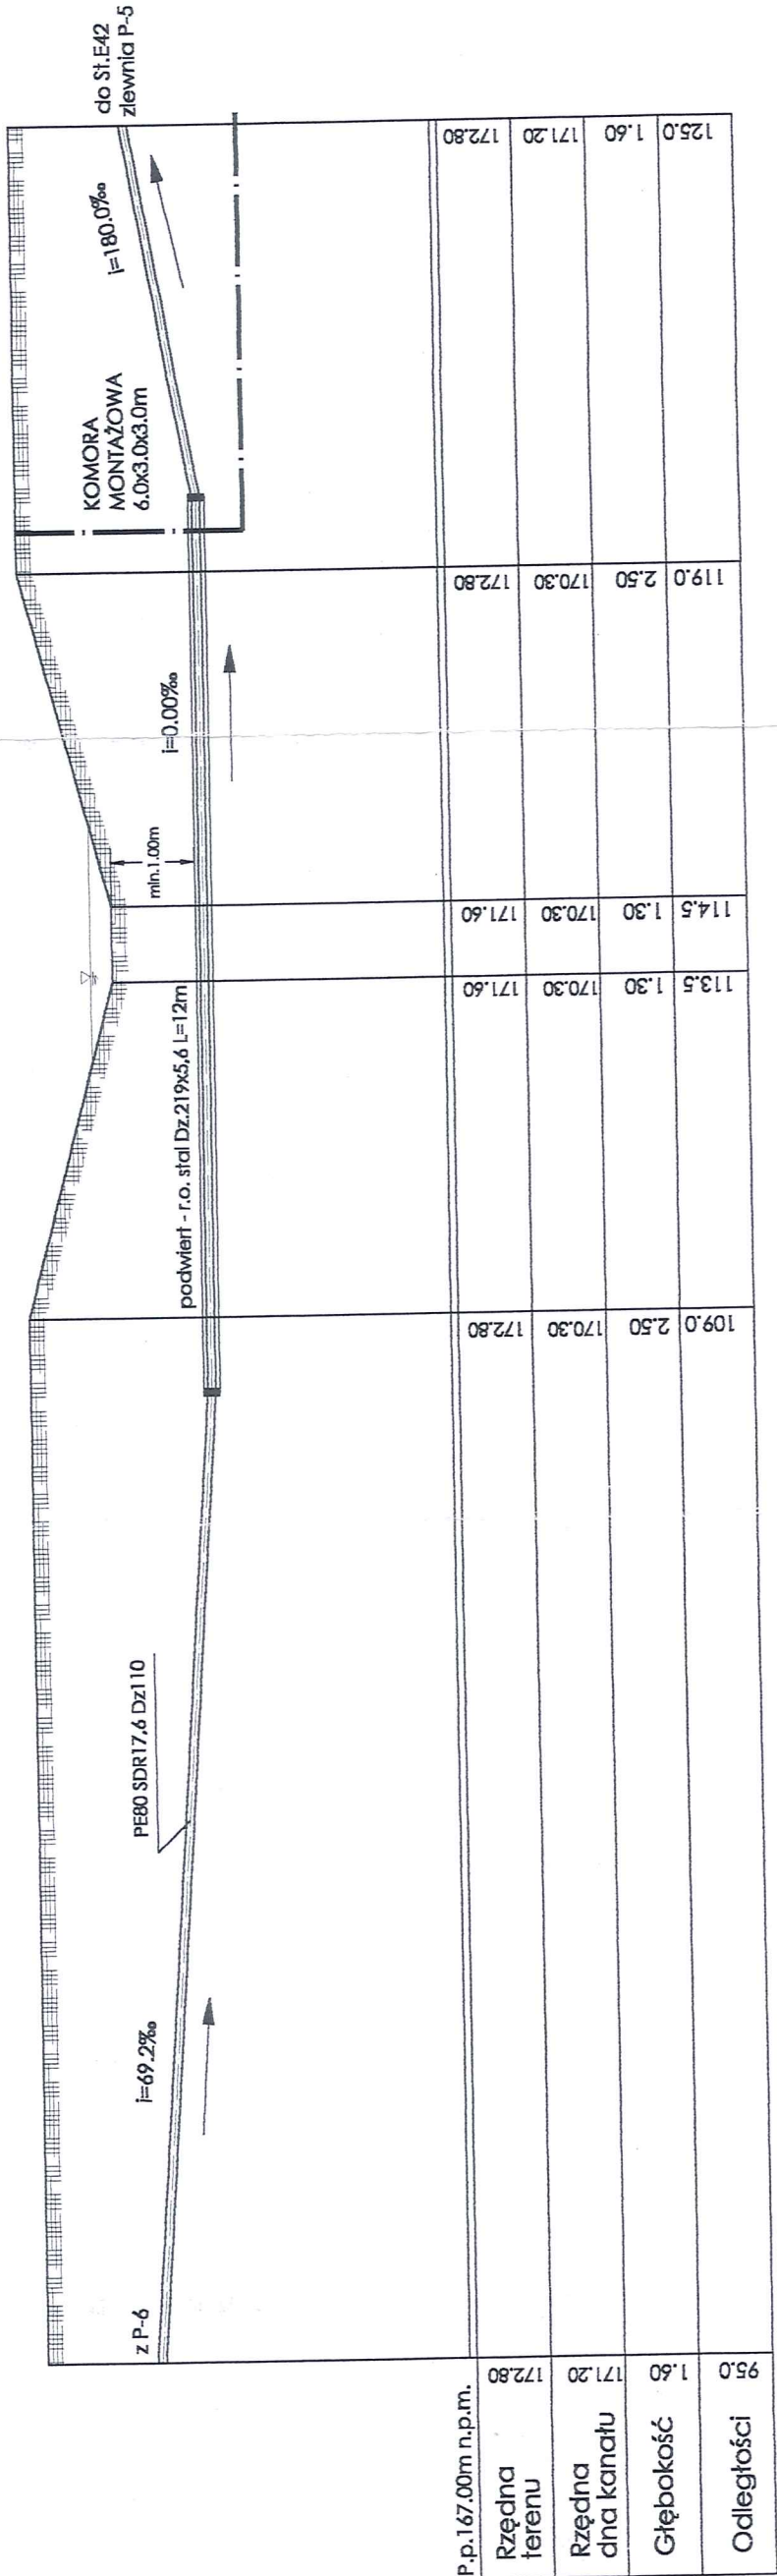 do St.E42
zlewnia P-5
i=180.0‰
KOMORA
MONTAŻOWA
6.0x3.0x3.0m
i=0.00‰
min.1.00m
podwiert - r.o. stal Dz.219x5,6 L=12m
PE80 SDR17,6 Dz110
i=69.2‰
z P-6
P.p.167.00m n.p.m.
Rzędna
terenu
172.80
172.80
171.60
171.60
172.80
172.80
Rzędna
dna kanału
171.20
170.30
170.30
170.30
170.30
171.20
Głębokość
1.60
2.50
1.30
1.30
2.50
1.60
Odległości
95.0
109.0
113.5
114.5
119.0
125.0